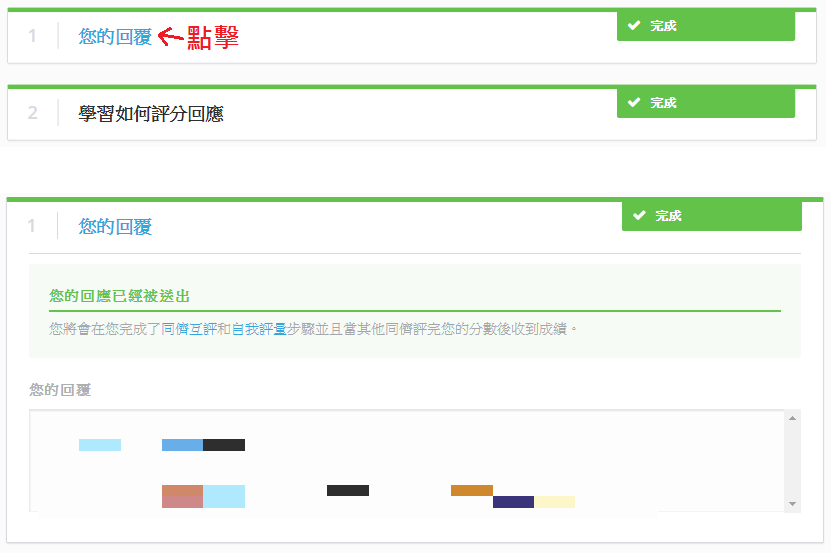 1 您的回覆 點擊 完成
2 學習如何評分回應 完成
1 您的回覆 完成
您的回應已經被送出
您將會在您完成了同儕互評和自我評量步驟並且當其他同儕評完您的分數後收到成績。
您的回覆